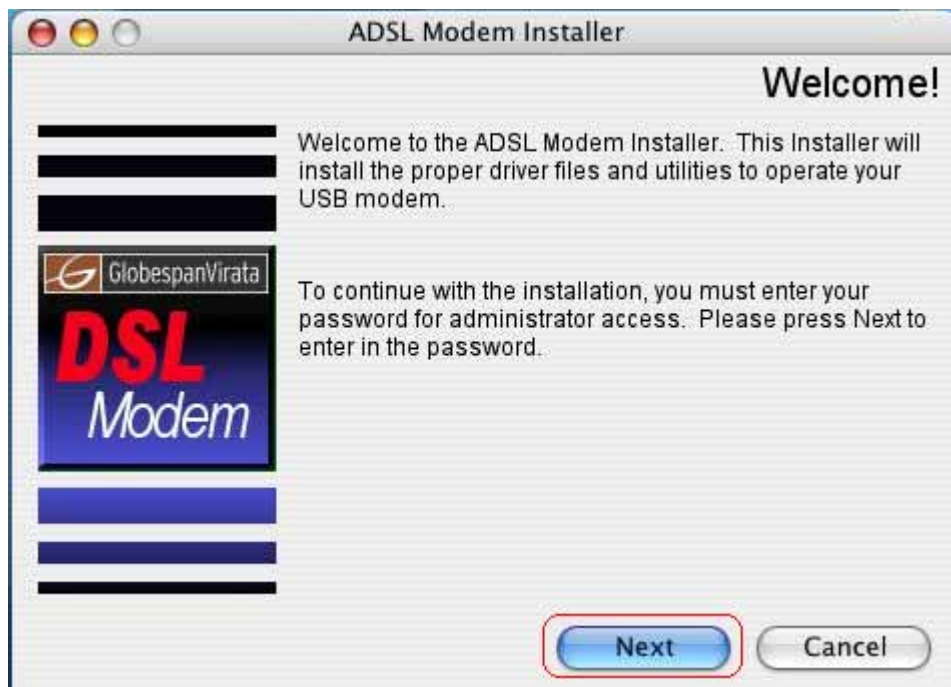 ADSL Modem Installer
Welcome!
Welcome to the ADSL Modem Installer. This Installer will
install the proper driver files and utilities to operate your
USB modem.
GlobespanVirata
DSL
Modem
To continue with the installation, you must enter your
password for administrator access. Please press Next to
enter in the password.
Next
Cancel